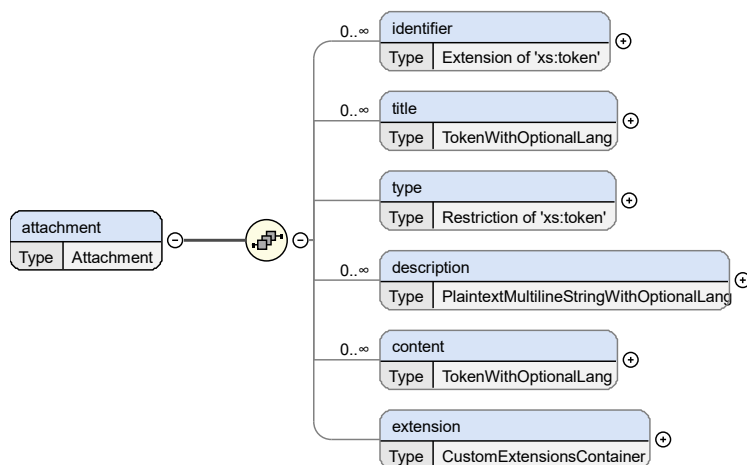 0..∞
identifier
Type Extension of 'xs:token'
0..∞
title
Type TokenWithOptionalLang
type
Type Restriction of 'xs:token'
attachment
Type Attachment
0..∞
description
Type PlaintextMultilineStringWithOptionalLang
0..∞
content
Type TokenWithOptionalLang
extension
Type CustomExtensionsContainer